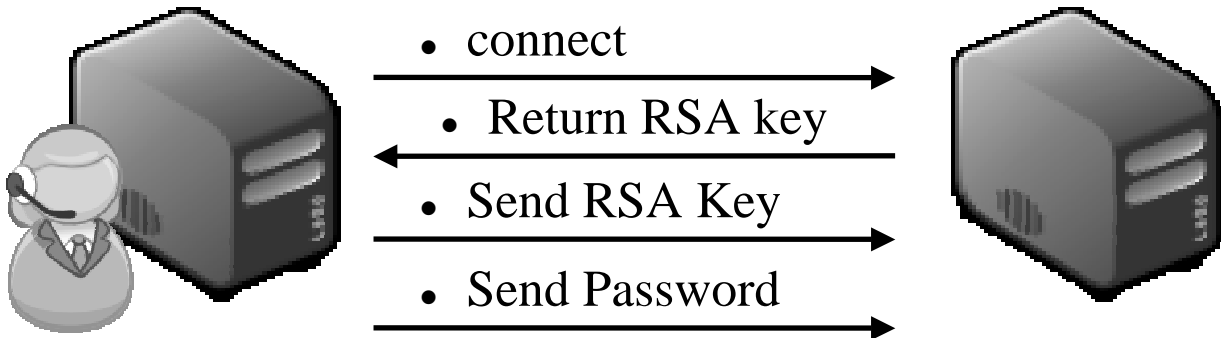 • connect
• Return RSA key
• Send RSA Key
• Send Password